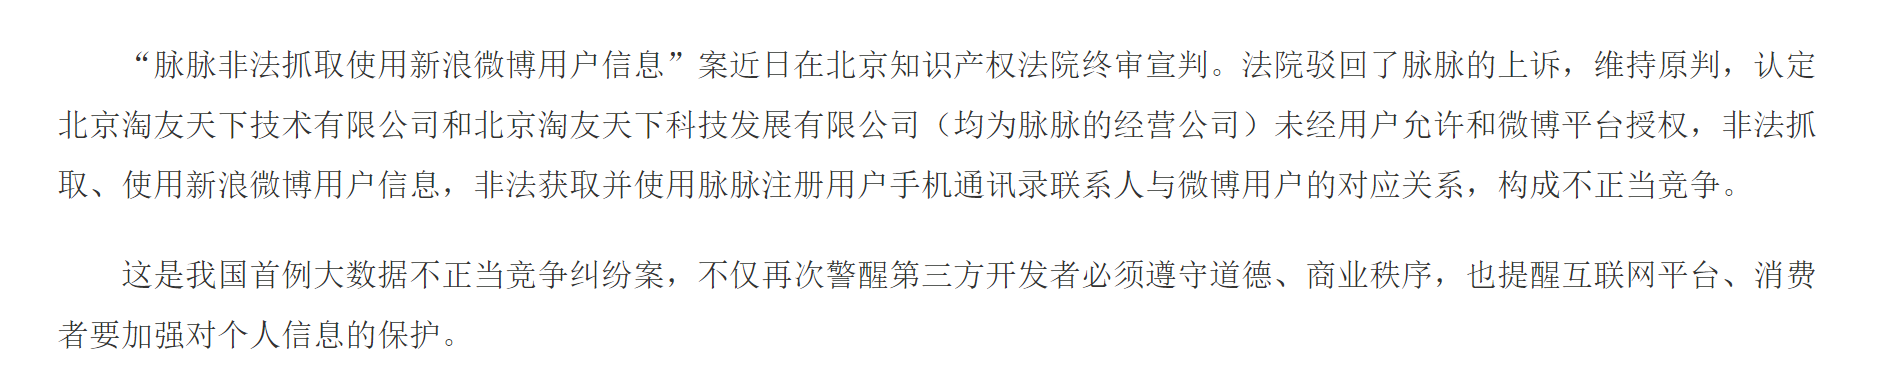 “脉脉非法抓取使用新浪微博用户信息”案近日在北京知识产权法院终审宣判。法院驳回了脉脉的上诉，维持原判，认定
北京淘友天下技术有限公司和北京淘友天下科技发展有限公司（均为脉脉的经营公司）未经用户允许和微博平台授权，非法抓
取、使用新浪微博用户信息，非法获取并使用脉脉注册用户手机通讯录联系人与微博用户的对应关系，构成不正当竞争。
这是我国首例大数据不正当竞争纠纷案，不仅再次警醒第三方开发者必须遵守道德、商业秩序，也提醒互联网平台、消费
者要加强对个人信息的保护。